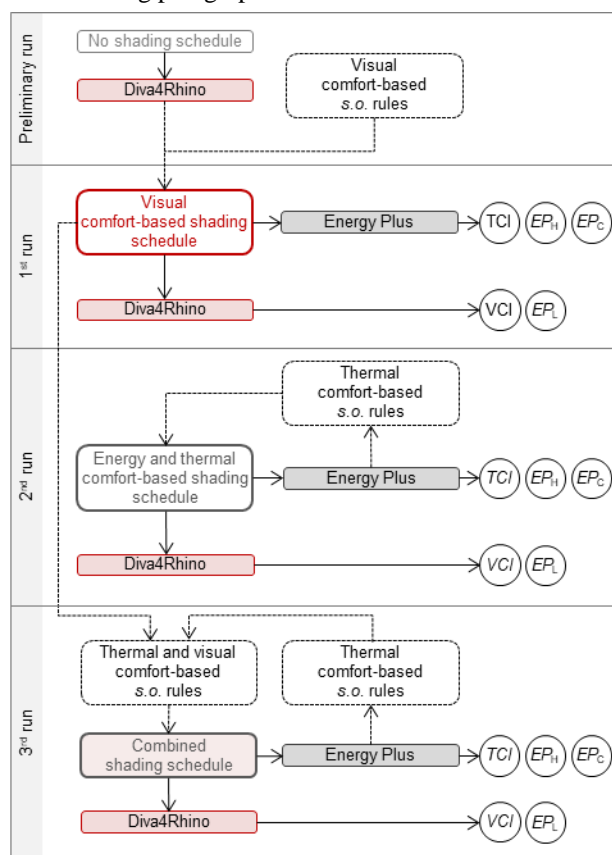 Preliminary run
No shading schedule
Diva4Rhino
Visual
comfort-based
s.o. rules
1st run
Visual
comfort-based shading
schedule
Energy Plus
TCI
EPH
EPC
Diva4Rhino
VCI
EPL
2nd run
Thermal
comfort-based
s.o. rules
Energy and thermal
comfort-based shading
schedule
Energy Plus
TCI
EPH
EPC
Diva4Rhino
VCI
EPL
3rd run
Thermal and visual
comfort-based
s.o. rules
Thermal
comfort-based
s.o. rules
Combined
shading schedule
Energy Plus
TCI
EPH
EPC
Diva4Rhino
VCI
EPL